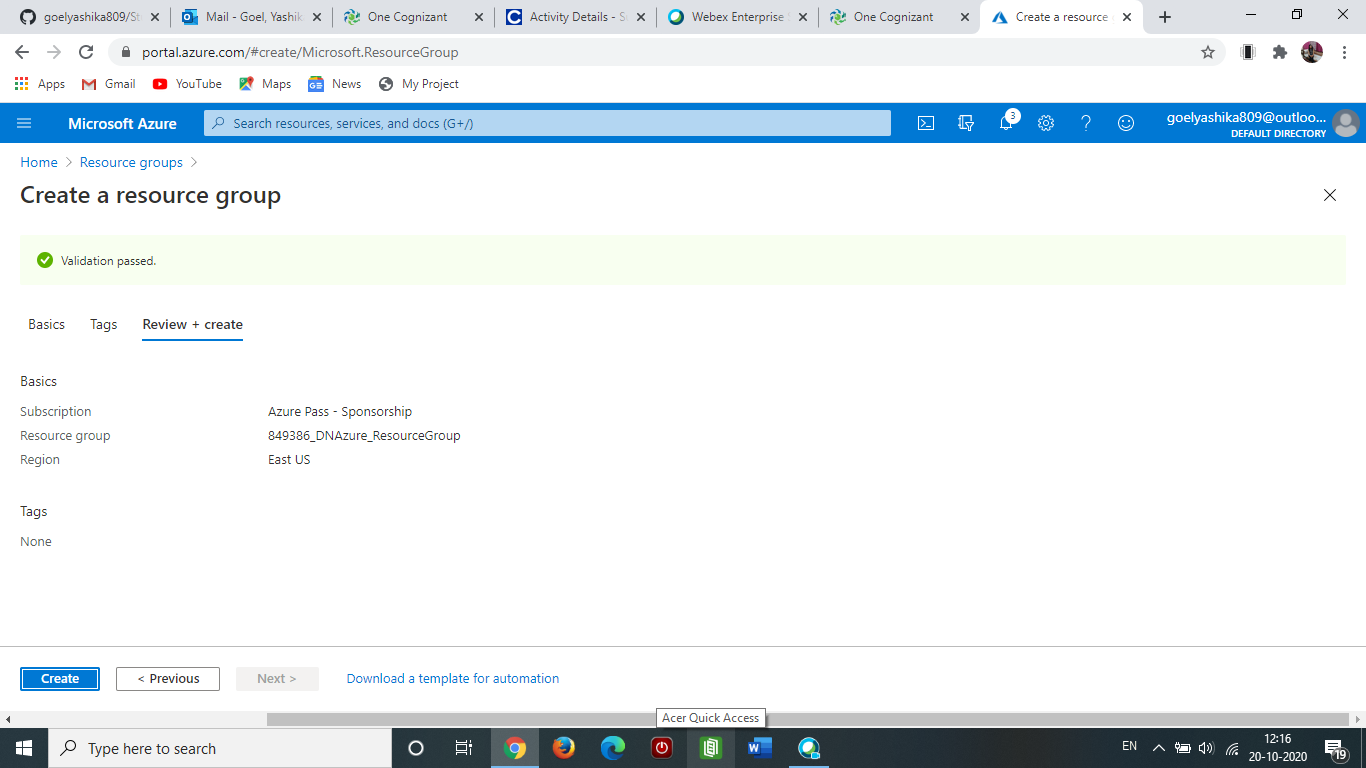 goelyashika809/St
Mail - Goel, Yashik
One Cognizant
Activity Details - S
Webex Enterprise S
One Cognizant
Create a resource
portal.azure.com/#create/Microsoft.ResourceGroup
Apps
Gmail
YouTube
Maps
News
My Project
Microsoft Azure
Search resources, services, and docs (G+/)
3
goelyashika809@outloo...
DEFAULT DIRECTORY
Home > Resource groups >
Create a resource group
Validation passed.
Basics
Tags
Review + create
Basics
Subscription Azure Pass - Sponsorship
Resource group 849386_DNAzure_ResourceGroup
Region East US
Tags
None
Create
< Previous
Next >
Download a template for automation
Acer Quick Access
Type here to search
EN
12:16
20-10-2020
19